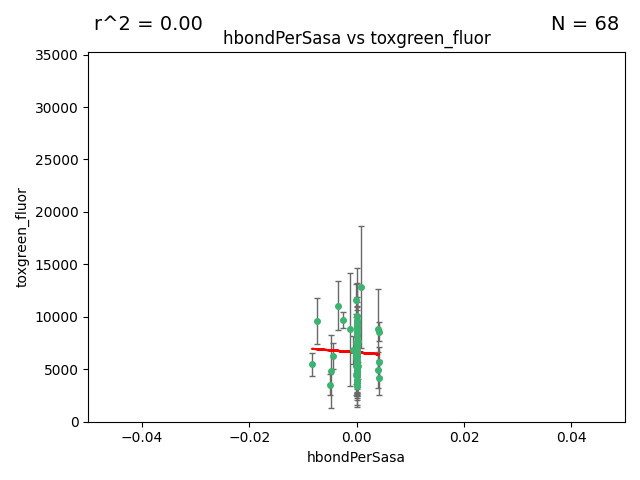 r^2 = 0.00
N = 68
hbondPerSasa vs toxgreen_fluor
35000
30000
25000
20000
15000
10000
5000
0
toxgreen_fluor
−0.04
−0.02
0.00
0.02
0.04
hbondPerSasa